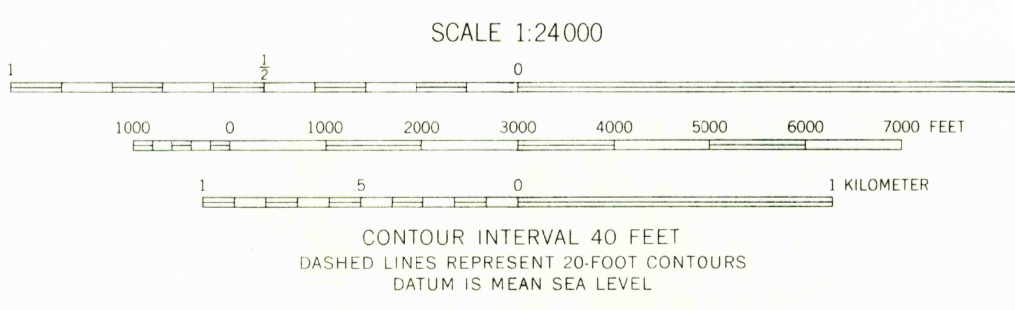 SCALE 1:24000
1 1/2 0
1000 0 1000 2000 3000 4000 5000 6000 7000 FEET
1 .5 0 1 KILOMETER
CONTOUR INTERVAL 40 FEET
DASHED LINES REPRESENT 20-FOOT CONTOURS
DATUM IS MEAN SEA LEVEL